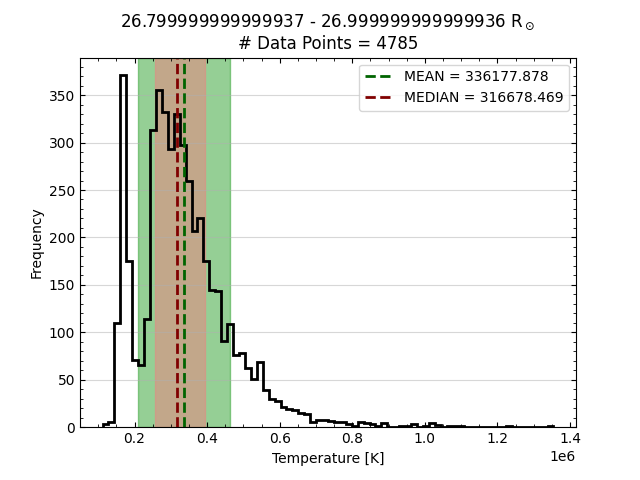 26.799999999999937 - 26.999999999999936 R⊙
# Data Points = 4785
MEAN = 336177.878
MEDIAN = 316678.469
Frequency
350
300
250
200
150
100
50
0
0.2 0.4 0.6 0.8 1.0 1.2 1.4
1e6
Temperature [K]